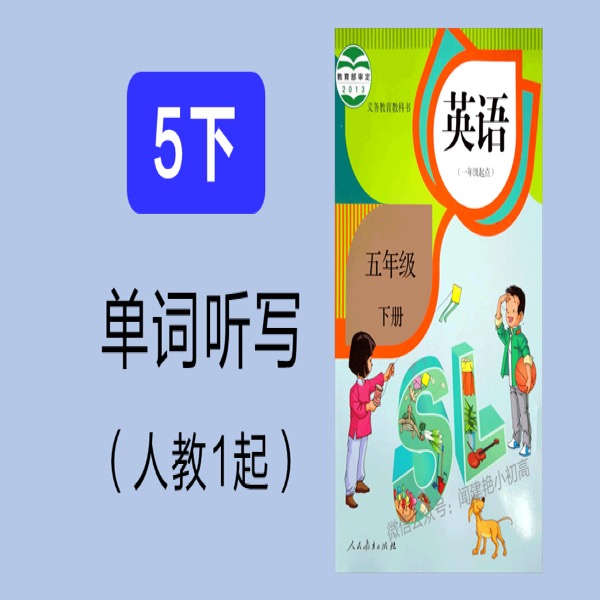 5下
单词听写
（人教1起）
教育部审定
2013
义务教育教科书
英语
（一年级起点）
五年级
下册
SL
微信公众号：闻建艳小初高
人民教育出版社